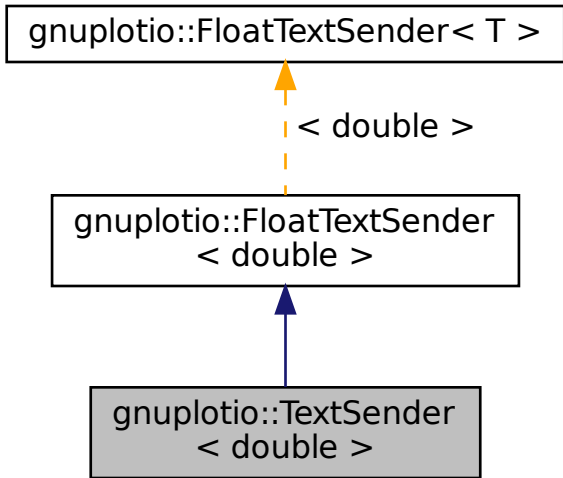 gnuplotio::FloatTextSender< T >
< double >
gnuplotio::FloatTextSender
< double >
gnuplotio::TextSender
< double >